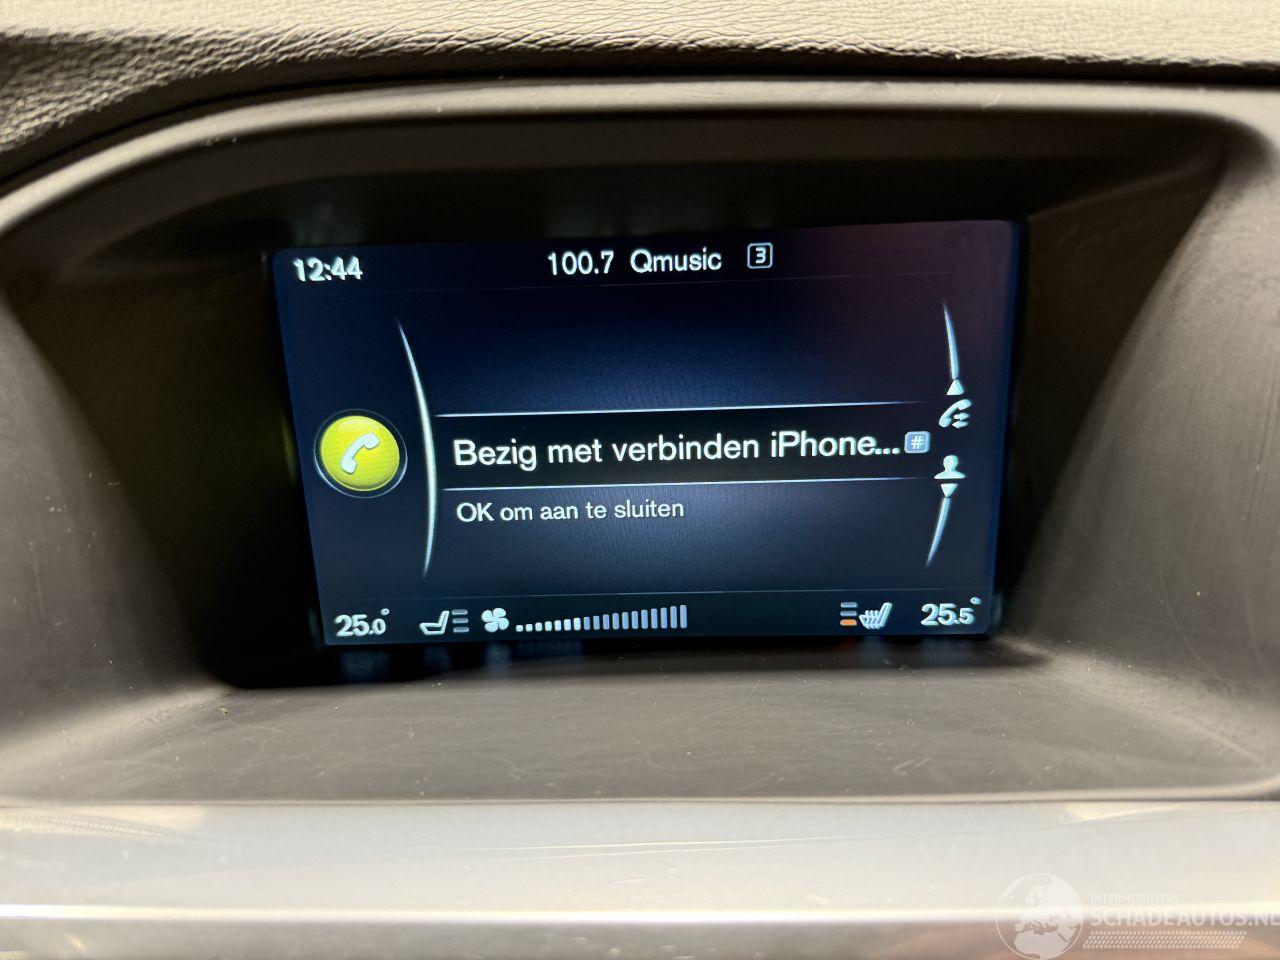 12:44 100.7 Qmusic 3
Bezig met verbinden iPhone... #
OK om aan te sluiten
25.0° 25.5°
INTERMOBILITAS
SCHADEAUTOS.NL